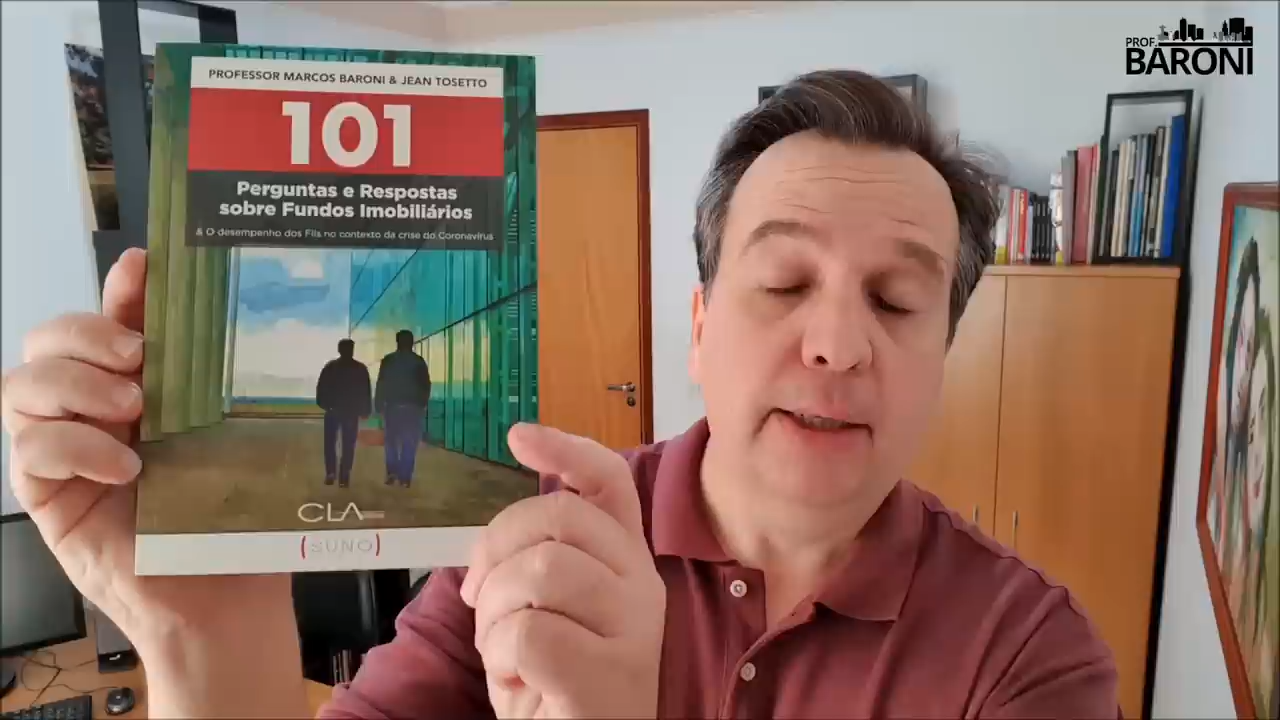 PROFESSOR MARCOS BARONI & JEAN TOSETTO
101
Perguntas e Respostas
sobre Fundos Imobiliários
& O desempenho dos FIIs no contexto da crise do Coronavírus
CLA
(SUNO)
PROF.
BARONI